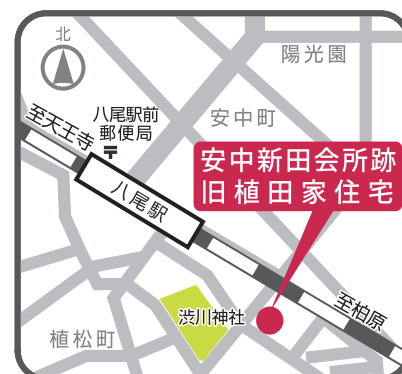 北
陽光園
至天王寺
八尾駅前
郵便局
安中町
安中新田会所跡
旧植田家住宅
八尾駅
渋川神社
至柏原
植松町